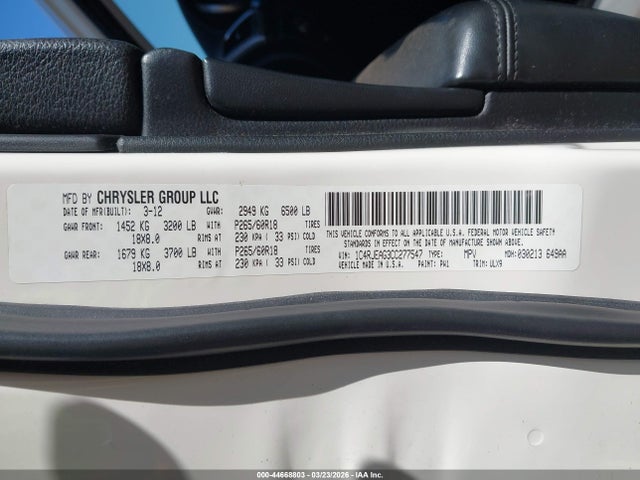 MFD BY CHRYSLER GROUP LLC
DATE OF MFR(BUILT): 3-12 GVWR: 2949 KG 6500 LB
GAWR FRONT: 1452 KG 3200 LB WITH P265/60R18 TIRES
18X8.0 RIMS AT 230 KPA ( 33 PSI) COLD
GAWR REAR: 1679 KG 3700 LB WITH P265/60R18 TIRES
18X8.0 RIMS AT 230 KPA ( 33 PSI) COLD
THIS VEHICLE CONFORMS TO ALL APPLICABLE U.S.A. FEDERAL MOTOR VEHICLE SAFETY
STANDARDS IN EFFECT ON THE DATE OF MANUFACTURE SHOWN ABOVE.
VIN: 1C4RJEAG3CC277547 TYPE: MPV MDH: 030213 649AA
VEHICLE MADE IN U.S.A. PAINT: PW1 TRIM: ULX9
000-44668803 | 03/23/2026 | IAA Inc.